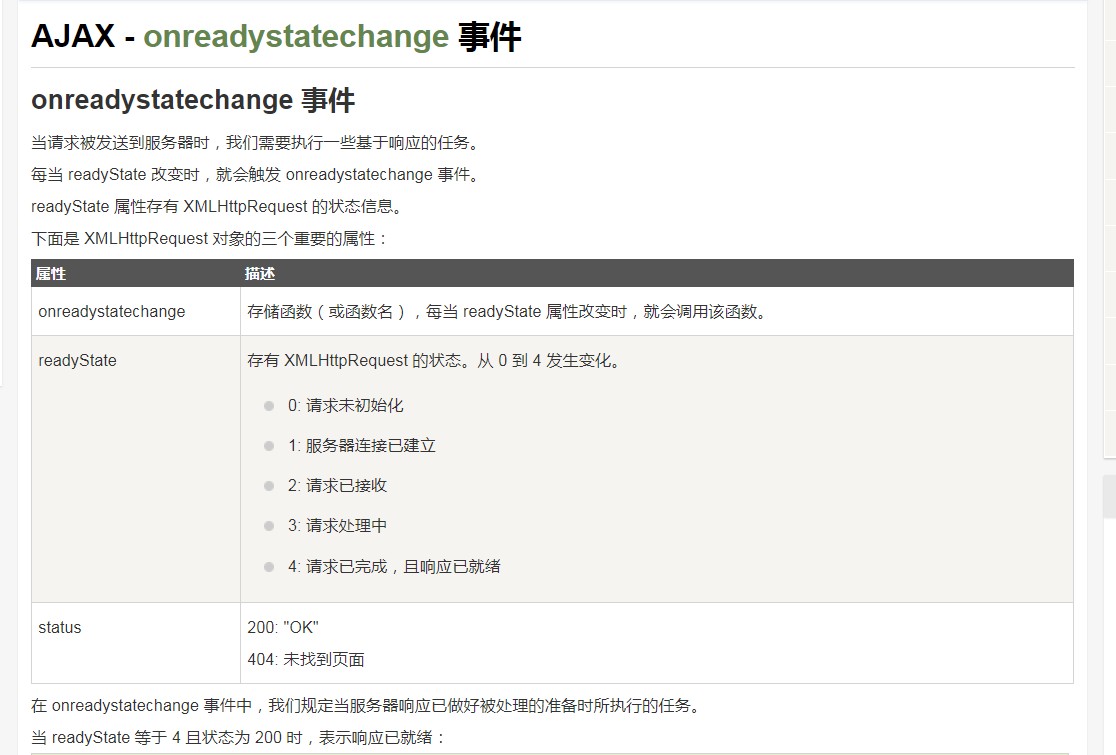 AJAX - onreadystatechange 事件
onreadystatechange 事件
当请求被发送到服务器时，我们需要执行一些基于响应的任务。
每当 readyState 改变时，就会触发 onreadystatechange 事件。
readyState 属性存有 XMLHttpRequest 的状态信息。
下面是 XMLHttpRequest 对象的三个重要的属性：
属性 描述
onreadystatechange 存储函数（或函数名），每当 readyState 属性改变时，就会调用该函数。
readyState 存有 XMLHttpRequest 的状态。从 0 到 4 发生变化。
0: 请求未初始化
1: 服务器连接已建立
2: 请求已接收
3: 请求处理中
4: 请求已完成，且响应已就绪
status 200: "OK"
404: 未找到页面
在 onreadystatechange 事件中，我们规定当服务器响应已做好被处理的准备时所执行的任务。
当 readyState 等于 4 且状态为 200 时，表示响应已就绪：